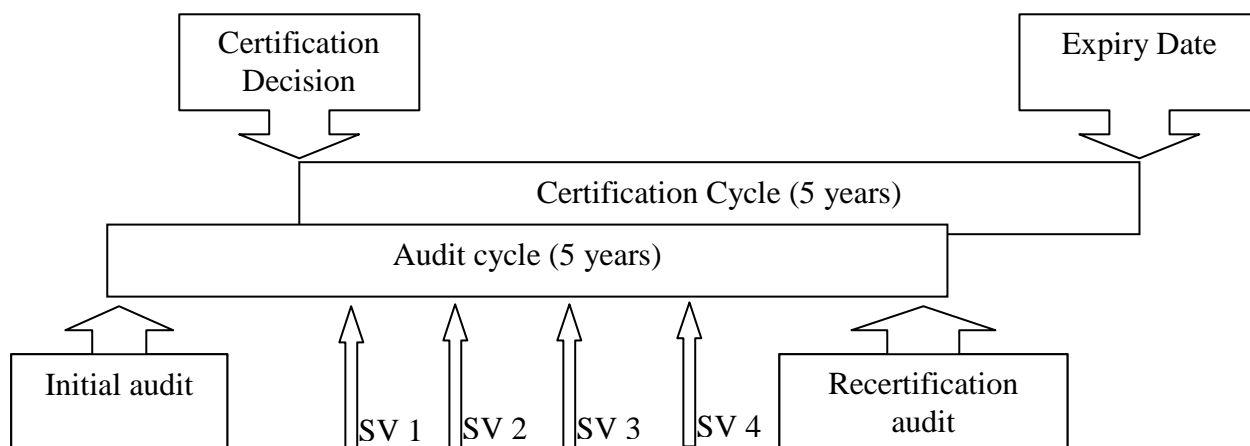 Certification
Decision
Expiry Date
Certification Cycle (5 years)
Audit cycle (5 years)
Initial audit
SV 1
SV 2
SV 3
SV 4
Recertification
audit